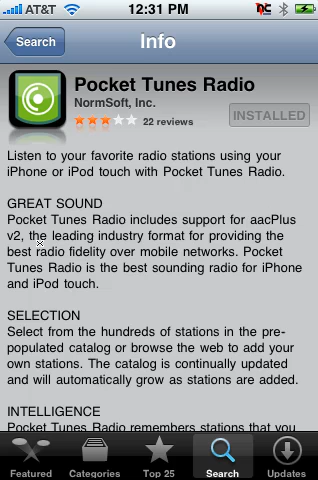 AT&T 12:31 PM
Search Info
Pocket Tunes Radio
NormSoft, Inc.
22 reviews
INSTALLED
Listen to your favorite radio stations using your
iPhone or iPod touch with Pocket Tunes Radio.
GREAT SOUND
Pocket Tunes Radio includes support for aacPlus
v2, the leading industry format for providing the
best radio fidelity over mobile networks. Pocket
Tunes Radio is the best sounding radio for iPhone
and iPod touch.
SELECTION
Select from the hundreds of stations in the pre-
populated catalog or browse the web to add your
own stations. The catalog is continually updated
and will automatically grow as stations are added.
INTELLIGENCE
Pocket Tunes Radio remembers stations that you
Featured Categories Top 25 Search Updates